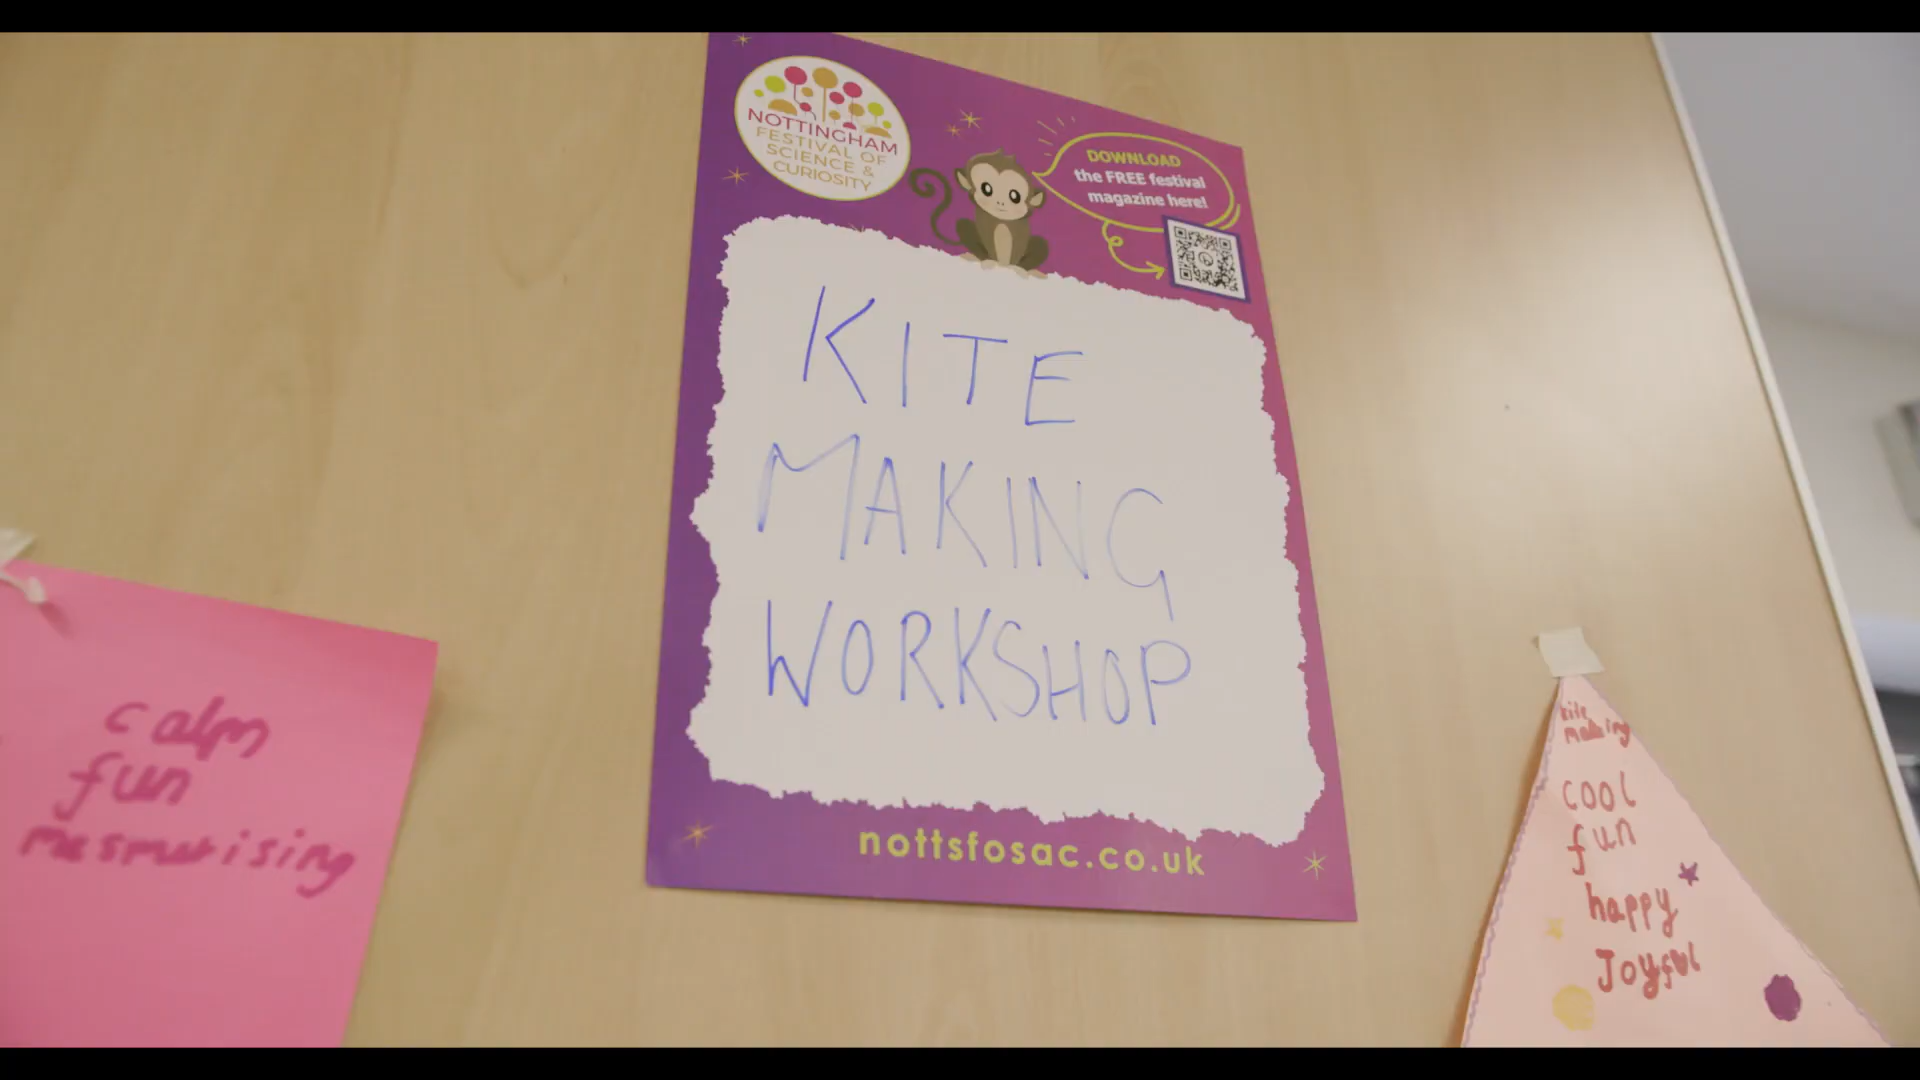 NOTTINGHAM
FESTIVAL OF
SCIENCE &
CURIOSITY
DOWNLOAD
the FREE festival
magazine here!
KITE
MAKING
WORKSHOP
nottsfosac.co.uk
calm
fun
mesmerising
kite
making
cool
fun
happy
Joyful